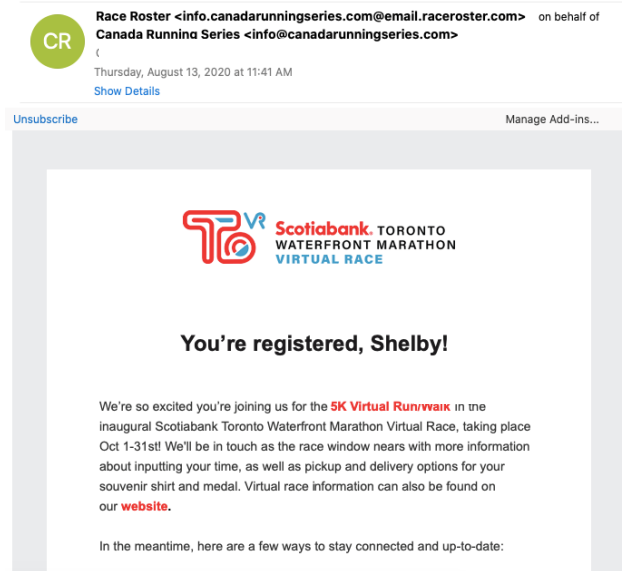 CR
Race Roster <info.canadarunningseries.com@email.raceroster.com> on behalf of
Canada Running Series <info@canadarunningseries.com>
(
Thursday, August 13, 2020 at 11:41 AM
Show Details
Unsubscribe
Manage Add-ins...
TO VR
Scotiabank. TORONTO
WATERFRONT MARATHON
VIRTUAL RACE
You're registered, Shelby!
We're so excited you're joining us for the 5K Virtual Run/Walk in the
inaugural Scotiabank Toronto Waterfront Marathon Virtual Race, taking place
Oct 1-31st! We'll be in touch as the race window nears with more information
about inputting your time, as well as pickup and delivery options for your
souvenir shirt and medal. Virtual race information can also be found on
our website.
In the meantime, here are a few ways to stay connected and up-to-date: